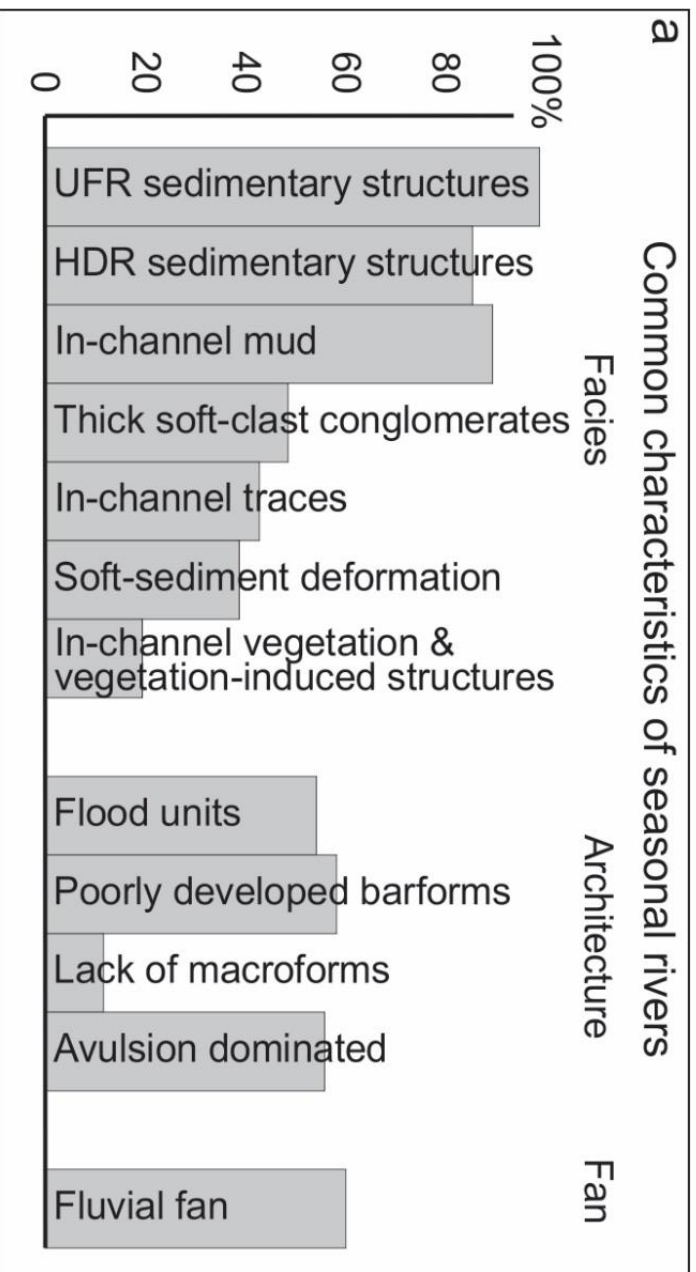 a
Common characteristics of seasonal rivers
Facies
Architecture
Fan
100%
80
60
40
20
0
UFR sedimentary structures
HDR sedimentary structures
In-channel mud
Thick soft-clast conglomerates
In-channel traces
Soft-sediment deformation
In-channel vegetation &
vegetation-induced structures
Flood units
Poorly developed barforms
Lack of macroforms
Avulsion dominated
Fluvial fan